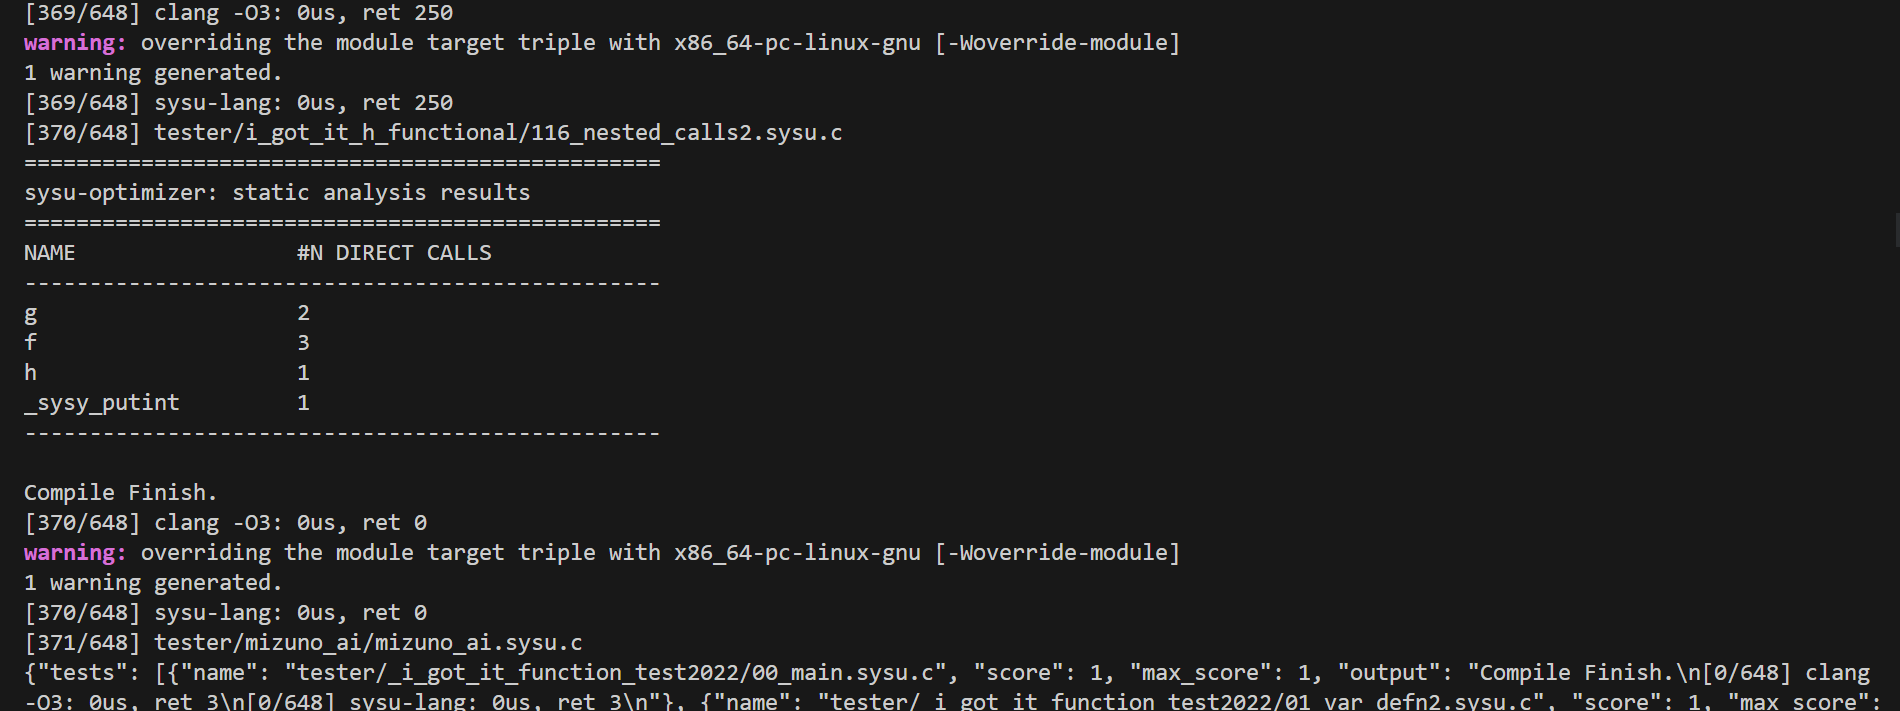 [369/648] clang -O3: 0us, ret 250
warning: overriding the module target triple with x86_64-pc-linux-gnu [-Woverride-module]
1 warning generated.
[369/648] sysu-lang: 0us, ret 250
[370/648] tester/i_got_it_h_functional/116_nested_calls2.sysu.c
=================================================
sysu-optimizer: static analysis results
=================================================
NAME                 #N DIRECT CALLS
-------------------------------------------------
g                    2
f                    3
h                    1
_sysy_putint         1
-------------------------------------------------
Compile Finish.
[370/648] clang -O3: 0us, ret 0
warning: overriding the module target triple with x86_64-pc-linux-gnu [-Woverride-module]
1 warning generated.
[370/648] sysu-lang: 0us, ret 0
[371/648] tester/mizuno_ai/mizuno_ai.sysu.c
{"tests": [{"name": "tester/_i_got_it_function_test2022/00_main.sysu.c", "score": 1, "max_score": 1, "output": "Compile Finish.\n[0/648] clang
-O3: 0us, ret 3\n[0/648] sysu-lang: 0us, ret 3\n"}, {"name": "tester/_i_got_it_function_test2022/01_var_defn2.sysu.c", "score": 1, "max_score":